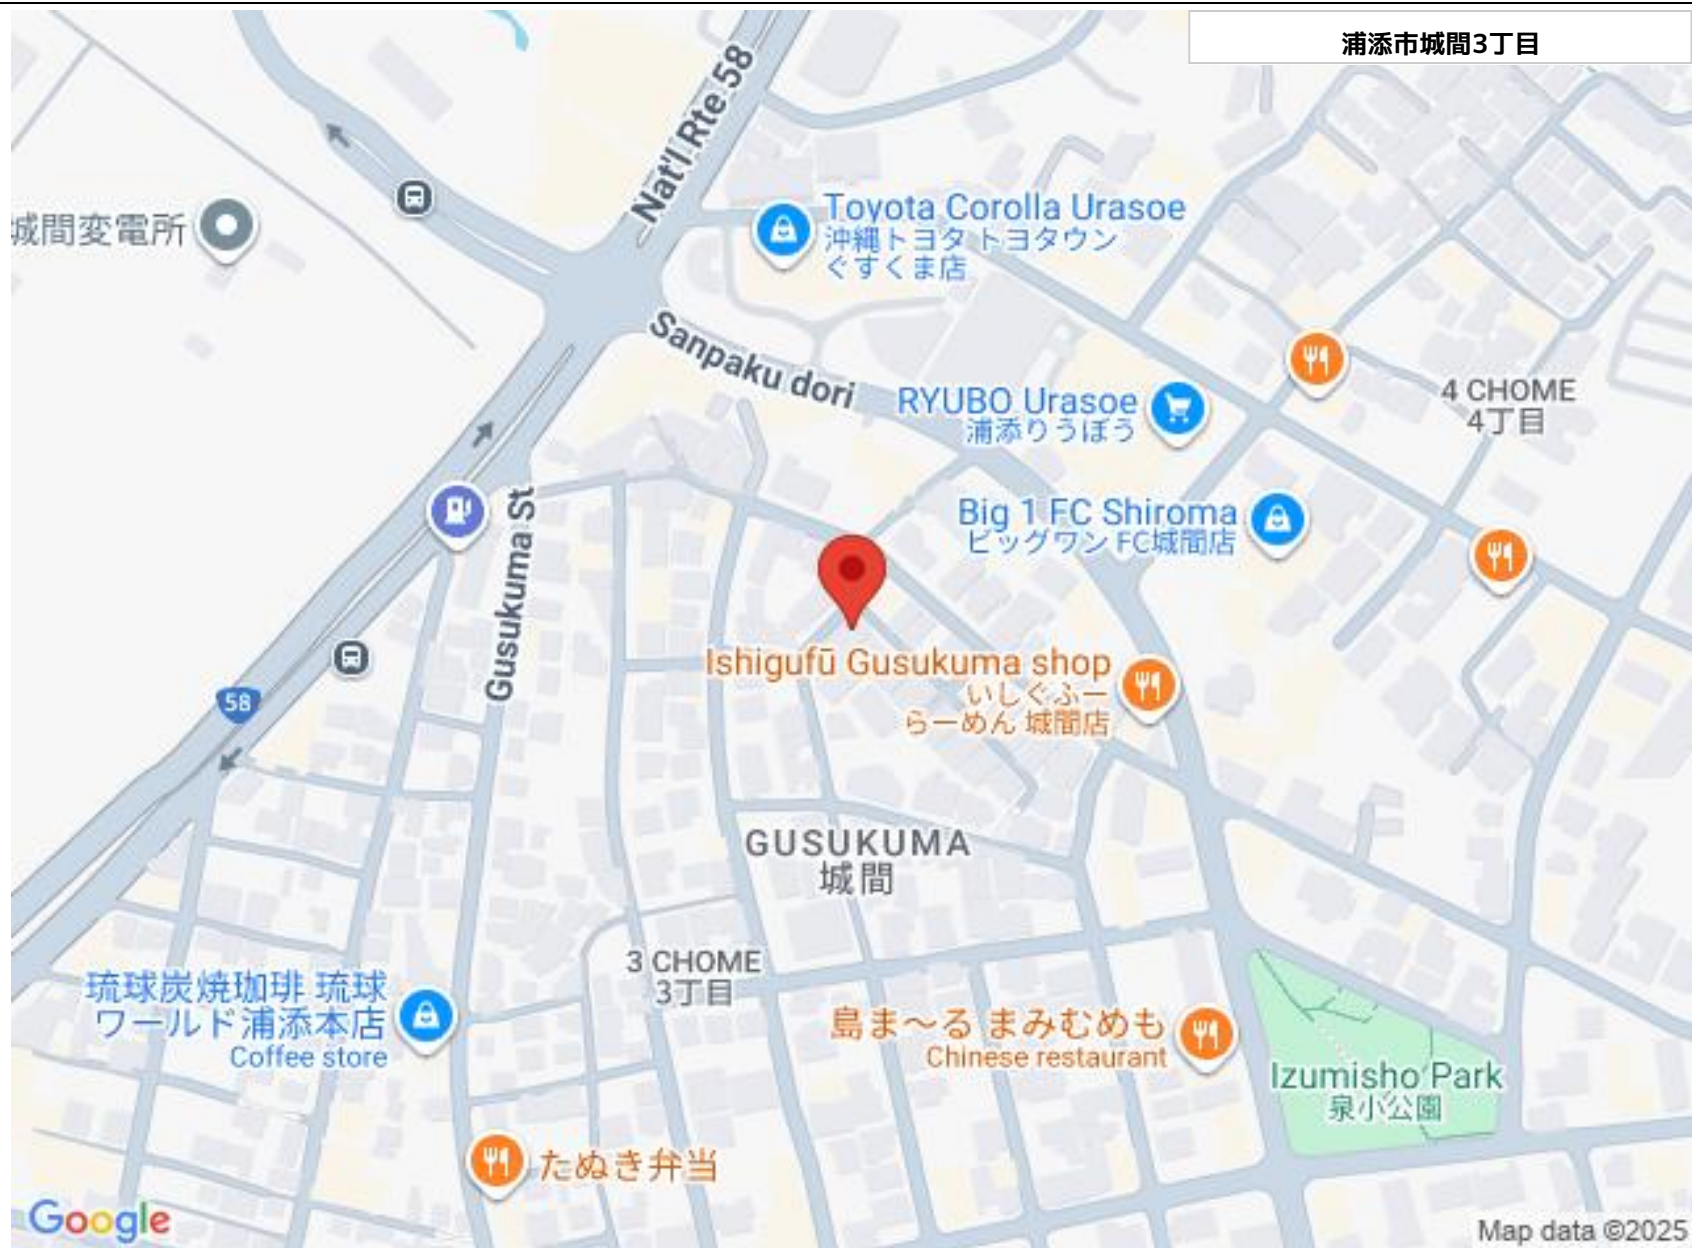 浦添市城間3丁目
Nat'l Rte 58
城間変電所
Toyota Corolla Urasoe
沖縄トヨタ トヨタウン
ぐすくま店
Sanpaku dori
RYUBO Urasoe
浦添りうぼう
4 CHOME
4丁目
Big 1 FC Shiroma
ビッグワン FC城間店
Gusukuma St
Ishigufū Gusukuma shop
いしぐふー
らーめん 城間店
58
GUSUKUMA
城間
3 CHOME
3丁目
琉球炭焼珈琲 琉球
ワールド浦添本店
Coffee store
島ま～る まみむめも
Chinese restaurant
Izumisho Park
泉小公園
たぬき弁当
Google
Map data ©2025